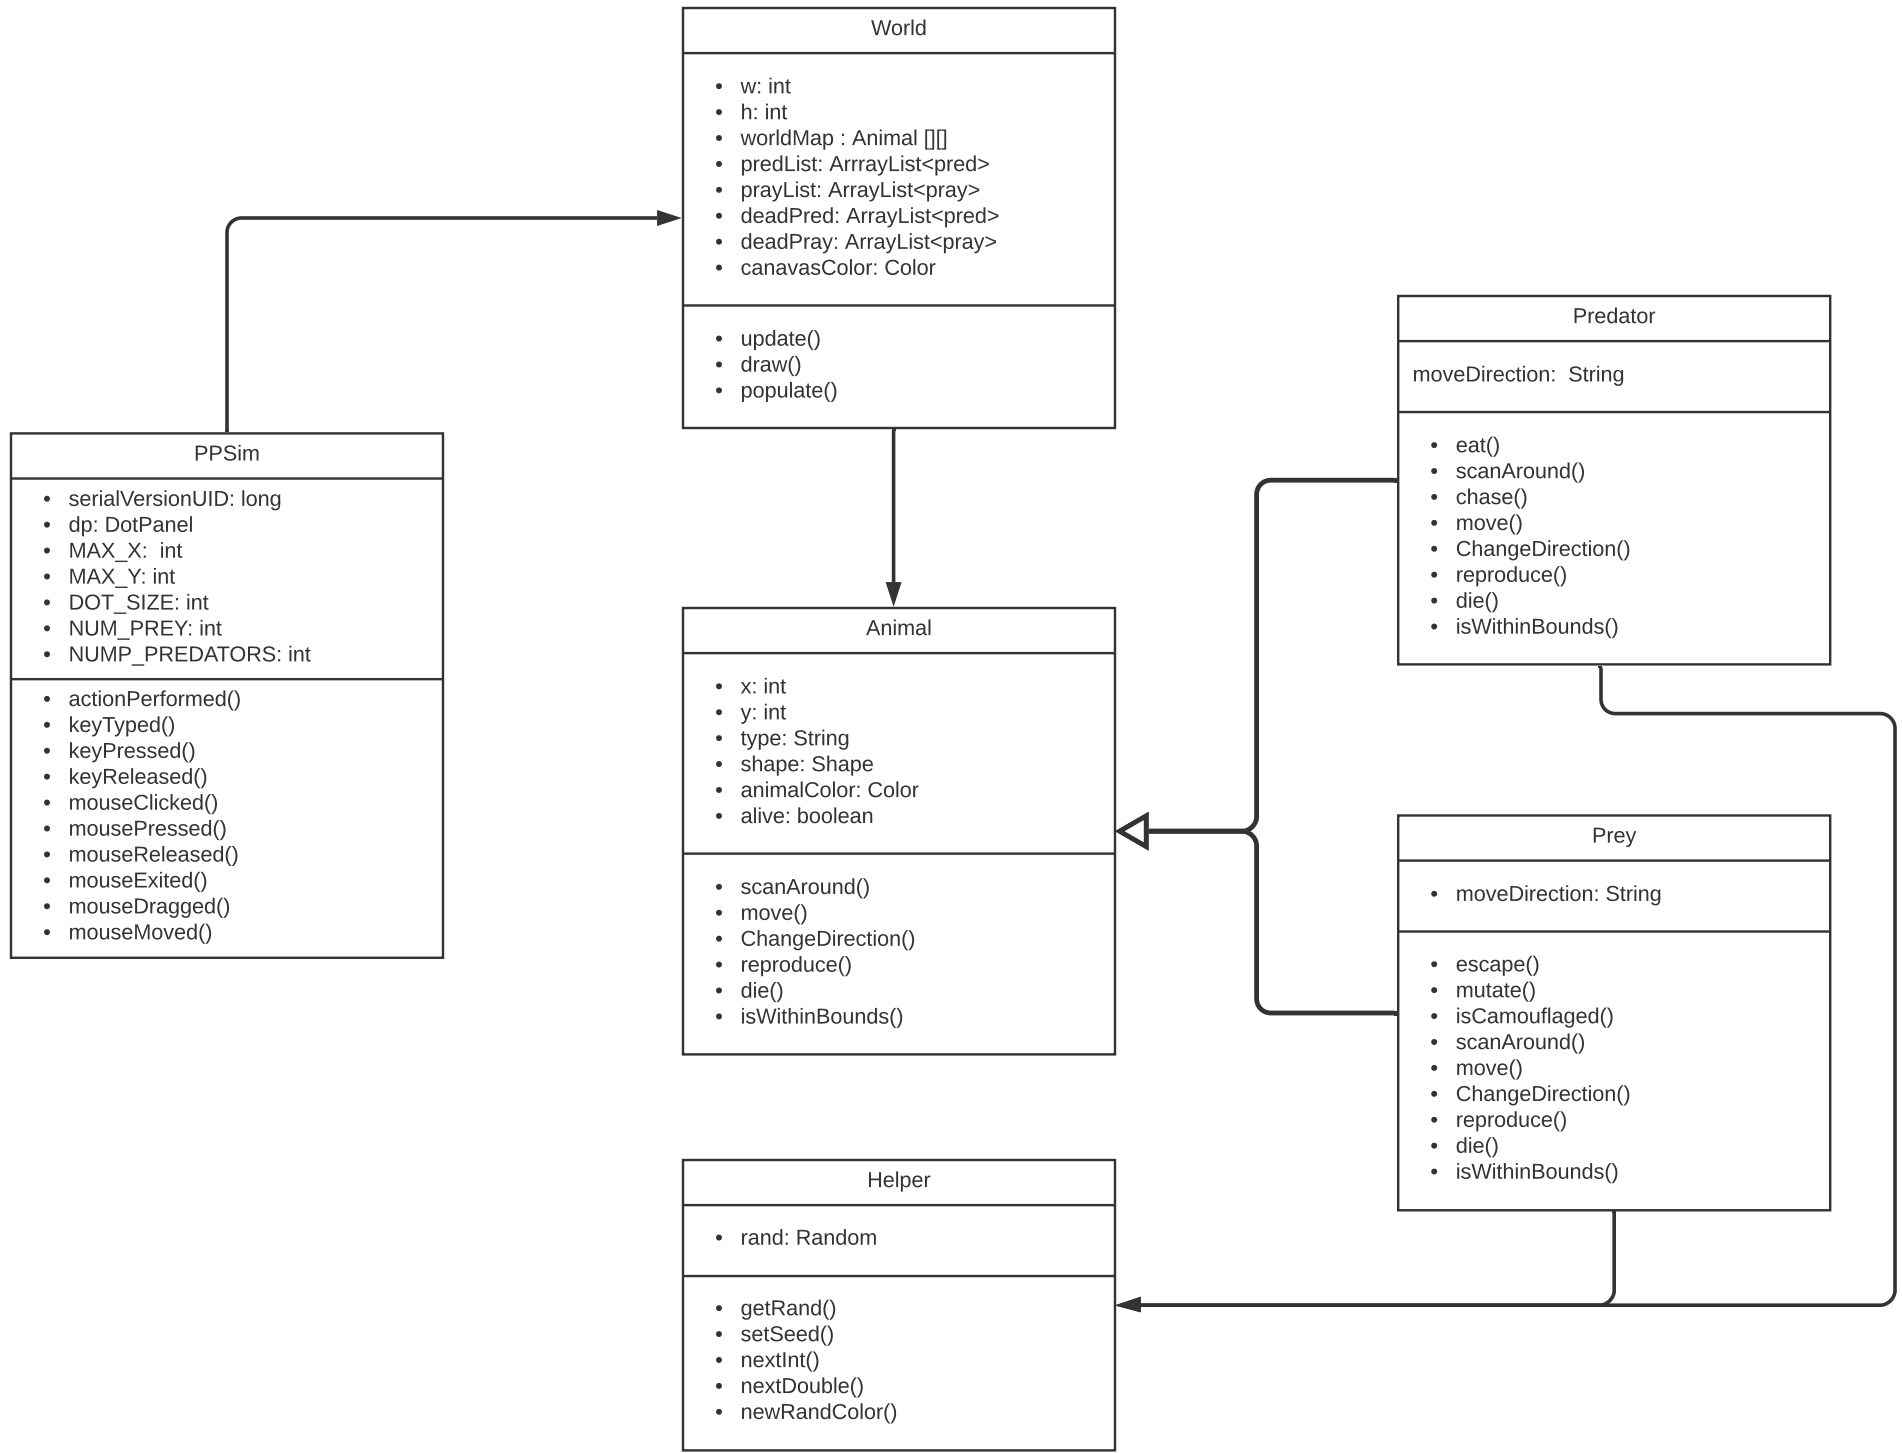 World
• w: int
• h: int
• worldMap : Animal [][]
• predList: ArrrayList<pred>
• prayList: ArrayList<pray>
• deadPred: ArrayList<pred>
• deadPray: ArrayList<pray>
• canavasColor: Color
• update()
• draw()
• populate()
PPSim
• serialVersionUID: long
• dp: DotPanel
• MAX_X:  int
• MAX_Y: int
• DOT_SIZE: int
• NUM_PREY: int
• NUMP_PREDATORS: int
• actionPerformed()
• keyTyped()
• keyPressed()
• keyReleased()
• mouseClicked()
• mousePressed()
• mouseReleased()
• mouseExited()
• mouseDragged()
• mouseMoved()
Animal
• x: int
• y: int
• type: String
• shape: Shape
• animalColor: Color
• alive: boolean
• scanAround()
• move()
• ChangeDirection()
• reproduce()
• die()
• isWithinBounds()
Predator
moveDirection:  String
• eat()
• scanAround()
• chase()
• move()
• ChangeDirection()
• reproduce()
• die()
• isWithinBounds()
Prey
• moveDirection: String
• escape()
• mutate()
• isCamouflaged()
• scanAround()
• move()
• ChangeDirection()
• reproduce()
• die()
• isWithinBounds()
Helper
• rand: Random
• getRand()
• setSeed()
• nextInt()
• nextDouble()
• newRandColor()